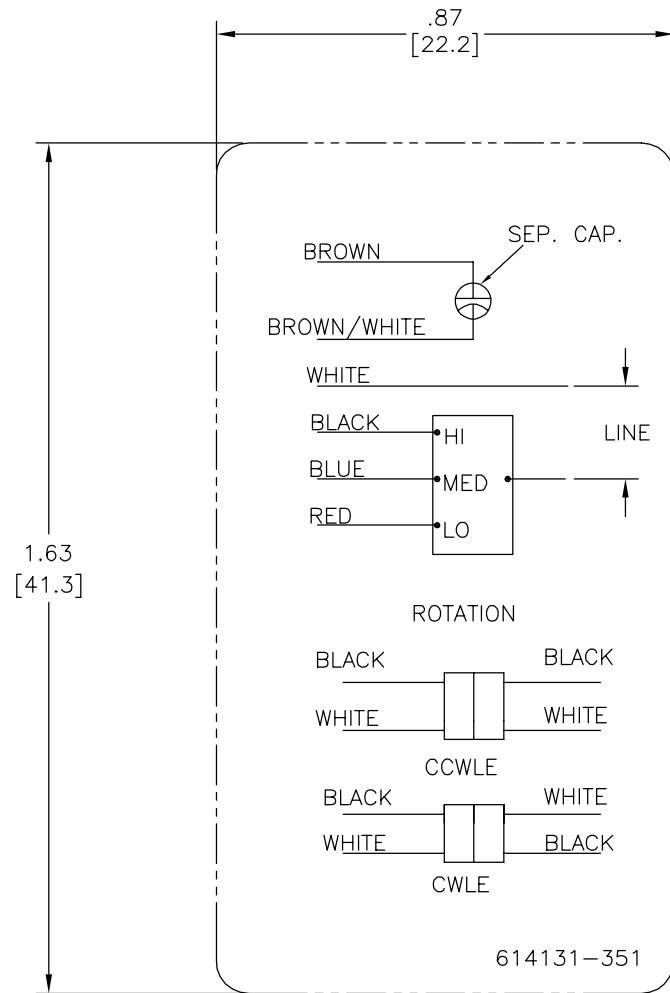 .87
[22.2]
SEP. CAP.
BROWN
BROWN/WHITE
WHITE
BLACK
HI
LINE
BLUE
MED
RED
LO
1.63
[41.3]
ROTATION
BLACK BLACK
WHITE WHITE
CCWLE
BLACK WHITE
WHITE BLACK
CWLE
614131-351